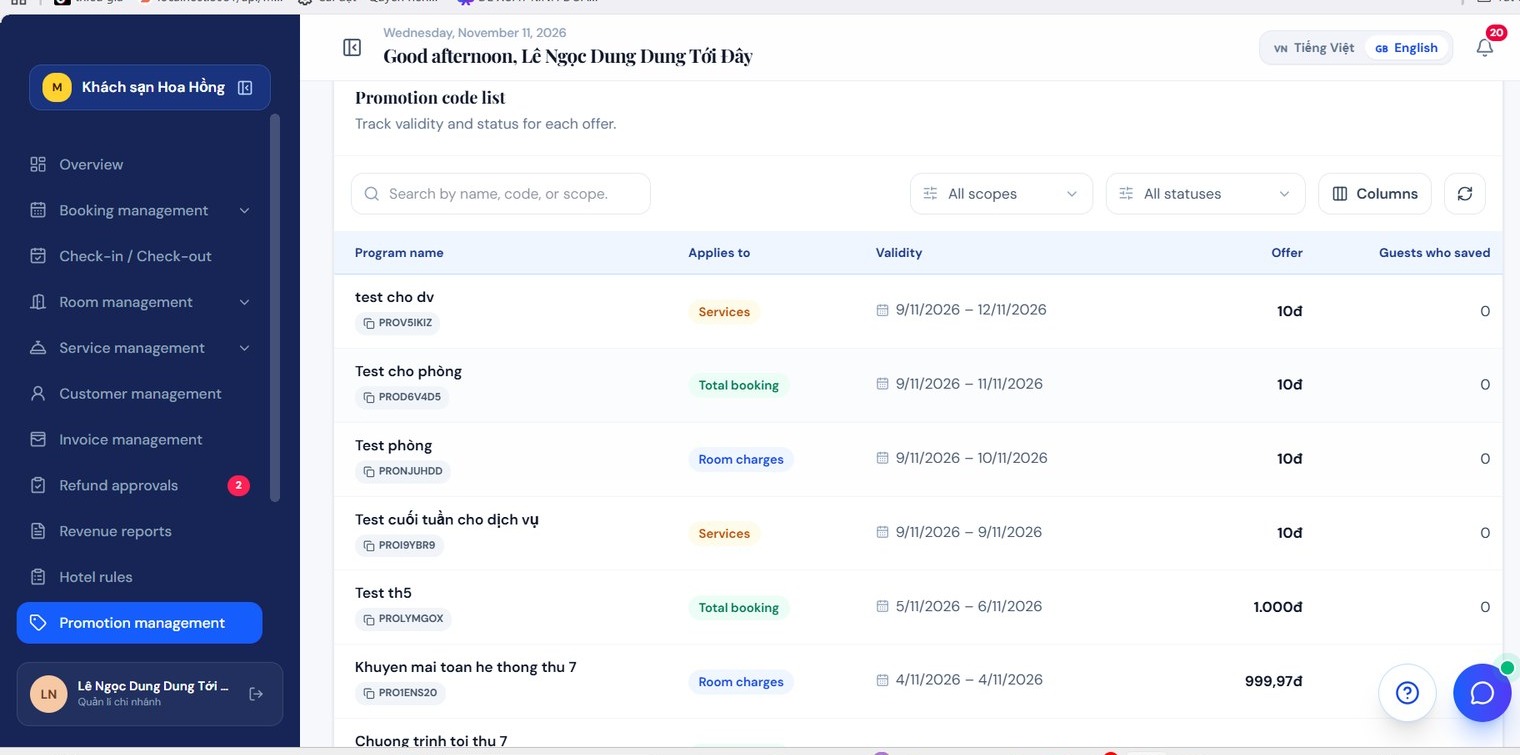 Wednesday, November 11, 2026
Good afternoon, Lê Ngọc Dung Dung Tới Đây
VN Tiếng Việt
GB English
20
M
Khách sạn Hoa Hồng
Overview
Booking management
Check-in / Check-out
Room management
Service management
Customer management
Invoice management
Refund approvals
2
Revenue reports
Hotel rules
Promotion management
LN
Lê Ngọc Dung Dung Tới ...
Quản lí chi nhánh
Promotion code list
Track validity and status for each offer.
Search by name, code, or scope.
All scopes
All statuses
Columns
Program name Applies to Validity Offer Guests who saved
test cho dv
PROV5IKIZ
Services 9/11/2026 – 12/11/2026 10đ 0
Test cho phòng
PROD6V4D5
Total booking 9/11/2026 – 11/11/2026 10đ 0
Test phòng
PRONJUHDD
Room charges 9/11/2026 – 10/11/2026 10đ 0
Test cuối tuần cho dịch vụ
PROI9YBR9
Services 9/11/2026 – 9/11/2026 10đ 0
Test th5
PROLYMGOX
Total booking 5/11/2026 – 6/11/2026 1.000đ 0
Khuyen mai toan he thong thu 7
PRO1ENS20
Room charges 4/11/2026 – 4/11/2026 999,97đ
Chuong trinh toi thu 7